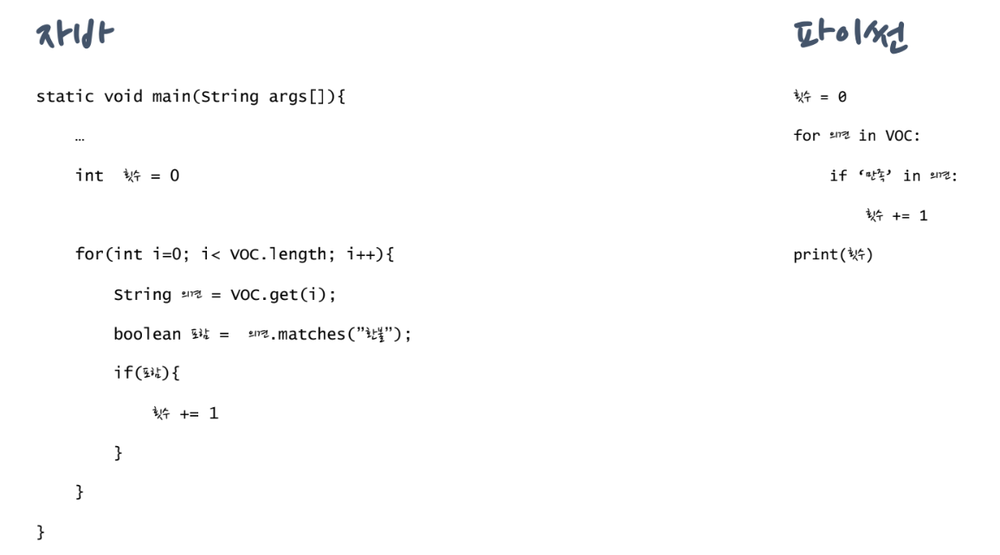 자바
static void main(String args[]){
…
int 횟수 = 0
for(int i=0; i< VOC.length; i++){
String 의견 = VOC.get(i);
boolean 포함 = 의견.matches("환불");
if(포함){
횟수 += 1
}
}
}
파이썬
횟수 = 0
for 의견 in VOC:
if ‘만족’ in 의견:
횟수 += 1
print(횟수)